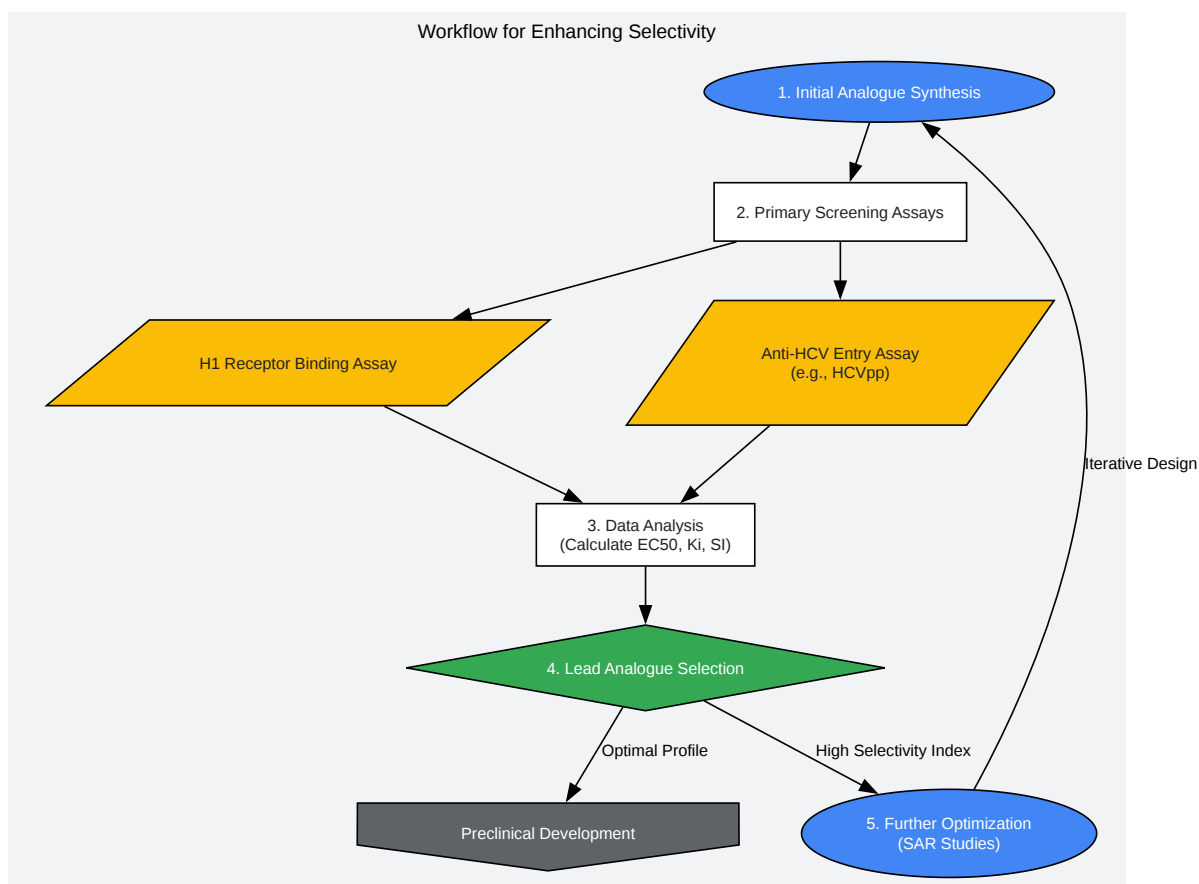 Workflow for Enhancing Selectivity
1. Initial Analogue Synthesis
2. Primary Screening Assays
H1 Receptor Binding Assay
Anti-HCV Entry Assay
(e.g., HCVpp)
Iterative Design
3. Data Analysis
(Calculate EC50, Ki, SI)
4. Lead Analogue Selection
Optimal Profile
High Selectivity Index
Preclinical Development
5. Further Optimization
(SAR Studies)